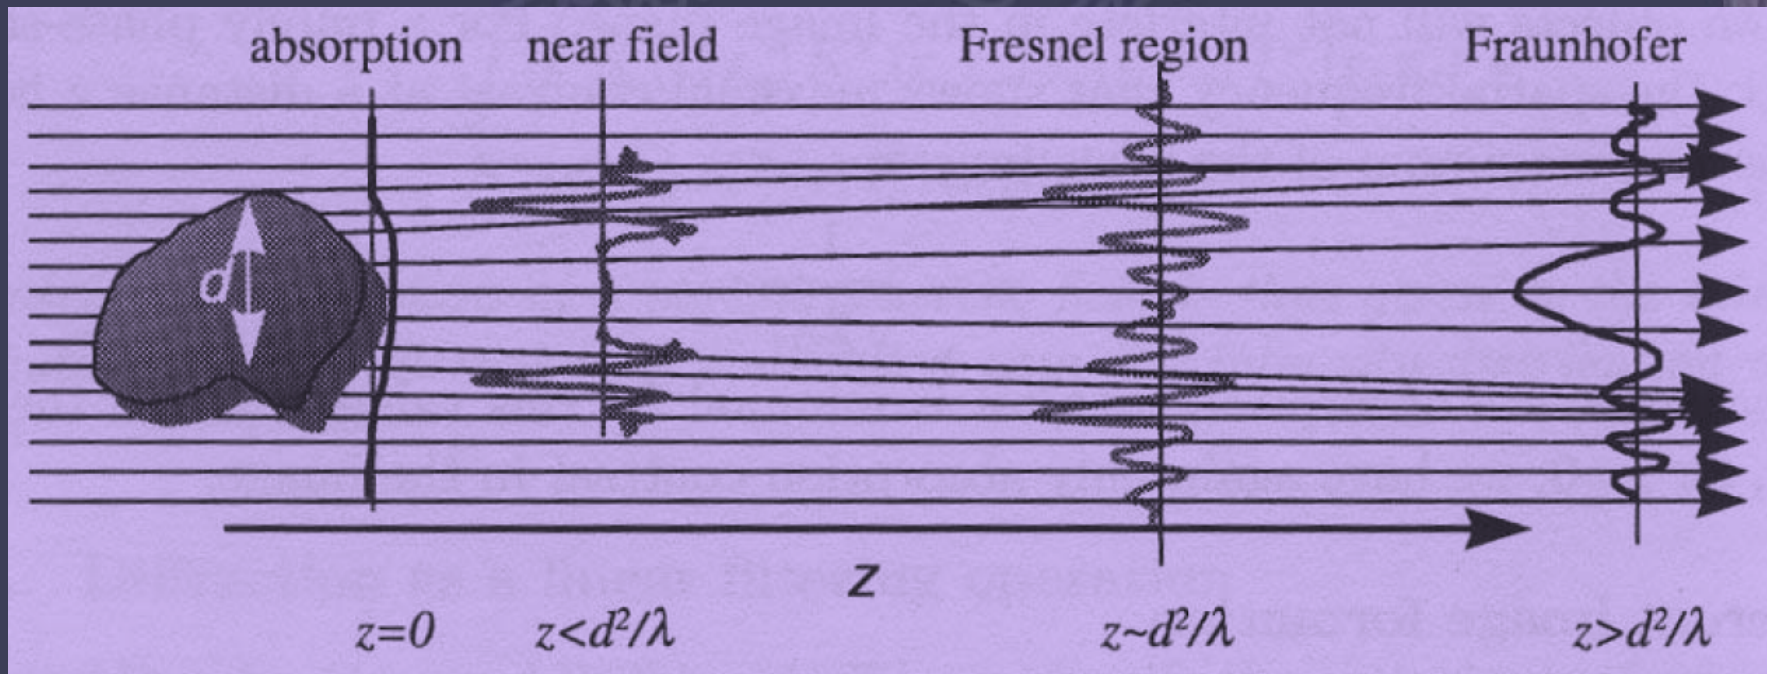 absorption near field Fresnel region Fraunhofer
d
z
z=0 z<d²/λ z~d²/λ z>d²/λ